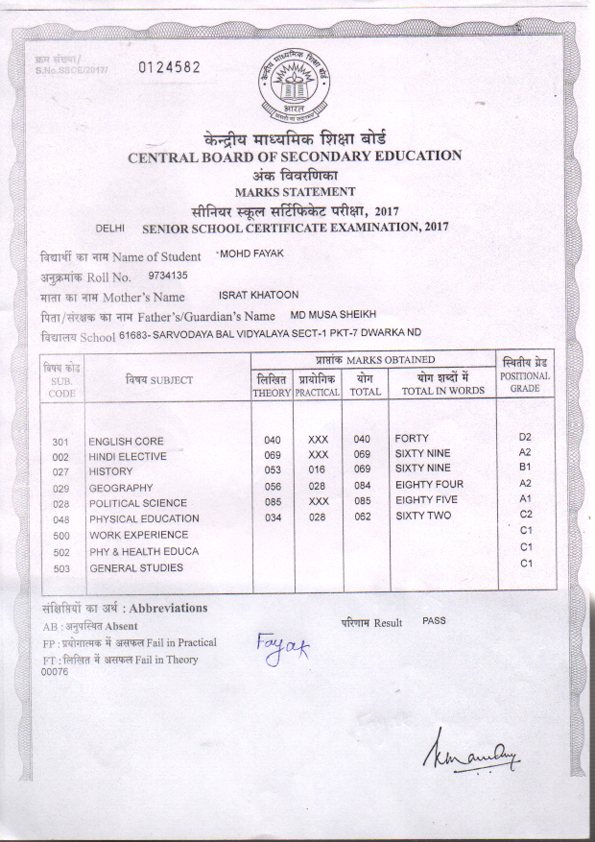 क्रम संख्या/
S.No.SSCE/2017/ 0124582
केन्द्रीय माध्यमिक शिक्षा बोर्ड
भारत
केन्द्रीय माध्यमिक शिक्षा बोर्ड
CENTRAL BOARD OF SECONDARY EDUCATION
अंक विवरणिका
MARKS STATEMENT
सीनियर स्कूल सर्टिफिकेट परीक्षा, 2017
DELHI SENIOR SCHOOL CERTIFICATE EXAMINATION, 2017
विद्यार्थी का नाम Name of Student MOHD FAYAK
अनुक्रमांक Roll No. 9734135
माता का नाम Mother's Name ISRAT KHATOON
पिता/संरक्षक का नाम Father's/Guardian's Name MD MUSA SHEIKH
विद्यालय School 61683- SARVODAYA BAL VIDYALAYA SECT-1 PKT-7 DWARKA ND
विषय कोड SUB. CODE विषय SUBJECT प्राप्तांक MARKS OBTAINED स्थितीय ग्रेड POSITIONAL GRADE
लिखित THEORY प्रायोगिक PRACTICAL योग TOTAL योग शब्दों में TOTAL IN WORDS
301 ENGLISH CORE 040 XXX 040 FORTY D2
002 HINDI ELECTIVE 069 XXX 069 SIXTY NINE A2
027 HISTORY 053 016 069 SIXTY NINE B1
029 GEOGRAPHY 056 028 084 EIGHTY FOUR A2
028 POLITICAL SCIENCE 085 XXX 085 EIGHTY FIVE A1
048 PHYSICAL EDUCATION 034 028 062 SIXTY TWO C2
500 WORK EXPERIENCE C1
502 PHY & HEALTH EDUCA C1
503 GENERAL STUDIES C1
संक्षिप्तियों का अर्थ : Abbreviations
AB : अनुपस्थित Absent परिणाम Result PASS
FP : प्रयोगात्मक में असफल Fail in Practical
FT : लिखित में असफल Fail in Theory
00076
Fayak